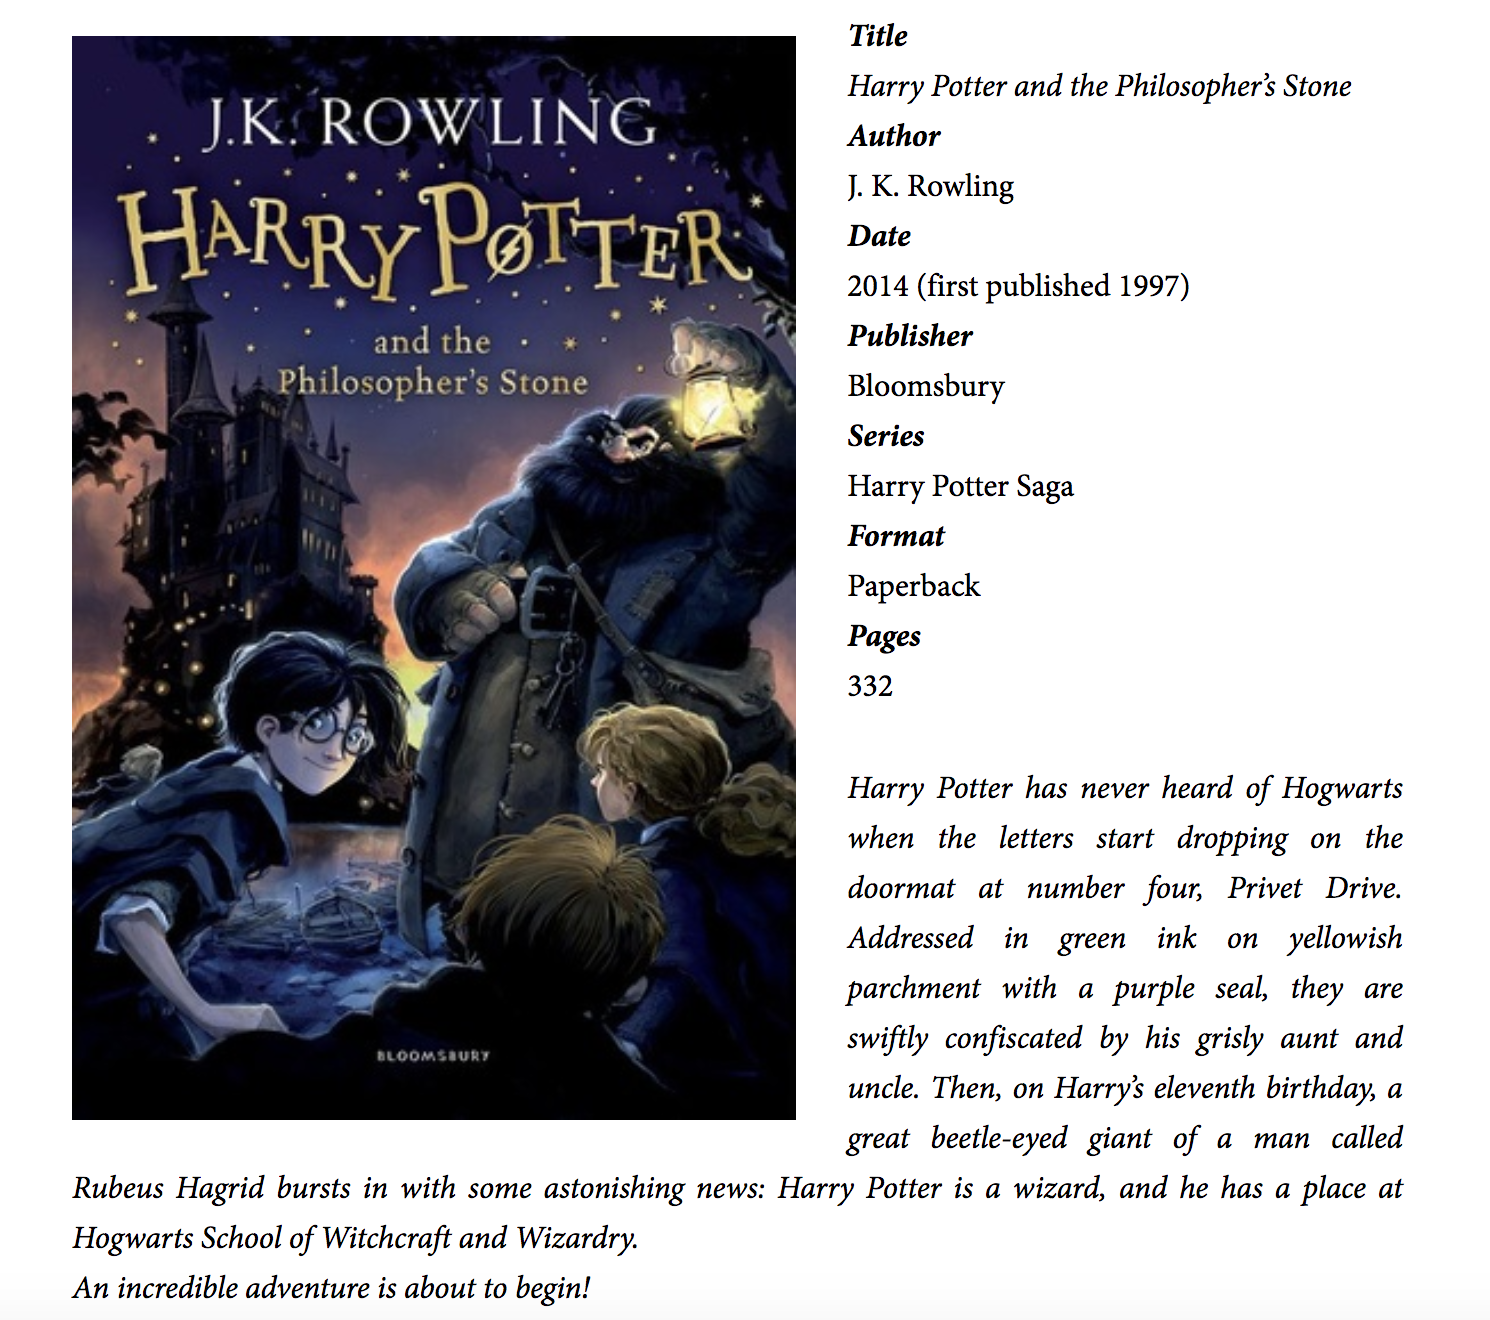 J.K. ROWLING
HARRY POTTER
and the
Philosopher's Stone
BLOOMSBURY
Title
Harry Potter and the Philosopher’s Stone
Author
J. K. Rowling
Date
2014 (first published 1997)
Publisher
Bloomsbury
Series
Harry Potter Saga
Format
Paperback
Pages
332
Harry Potter has never heard of Hogwarts
when the letters start dropping on the
doormat at number four, Privet Drive.
Addressed in green ink on yellowish
parchment with a purple seal, they are
swiftly confiscated by his grisly aunt and
uncle. Then, on Harry’s eleventh birthday, a
great beetle-eyed giant of a man called
Rubeus Hagrid bursts in with some astonishing news: Harry Potter is a wizard, and he has a place at
Hogwarts School of Witchcraft and Wizardry.
An incredible adventure is about to begin!